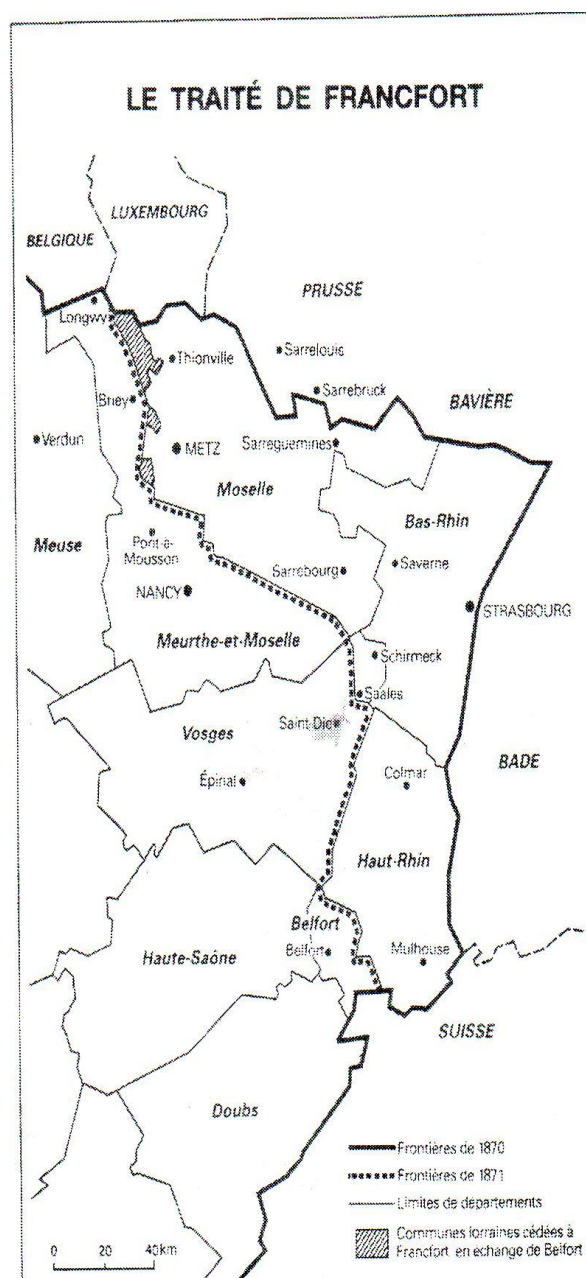 LE TRAITÉ DE FRANCFORT
LUXEMBOURG
BELGIQUE
PRUSSE
Longwy
Thionville
Sarrelouis
Briey
Sarrebruck
BAVIÈRE
Verdun
METZ
Sarreguemines
Moselle
Bas-Rhin
Meuse
Pont-à-
Mousson
Sarrebourg
Saverne
NANCY
STRASBOURG
Meurthe-et-Moselle
Schirmeck
Saales
Vosges
Saint-Dié
BADE
Épinal
Colmar
Haut-Rhin
Belfort
Haute-Saône
Belfort
Mulhouse
SUISSE
Doubs
Frontières de 1870
Frontières de 1871
Limites de départements
Communes lorraines cédées à
Francfort en échange de Belfort
0 20 40km